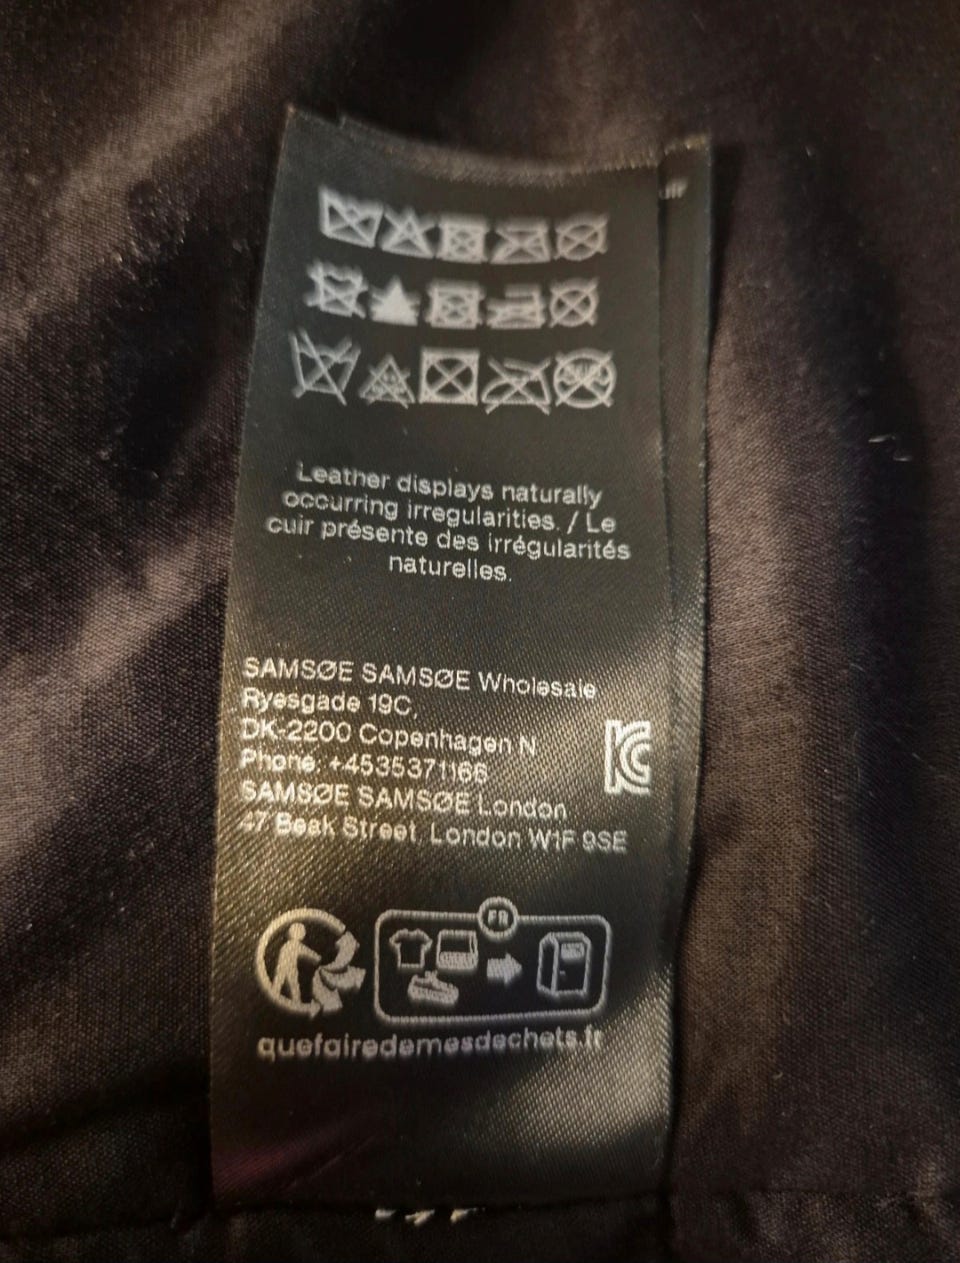 Leather displays naturally
occurring irregularities. / Le
cuir présente des irrégularités
naturelles.
SAMSØE SAMSØE Wholesale
Ryesgade 19C,
DK-2200 Copenhagen N
Phone: +4535371166
SAMSØE SAMSØE London
47 Beak Street, London W1F 9SE
FR
quefairedemesdechets.fr